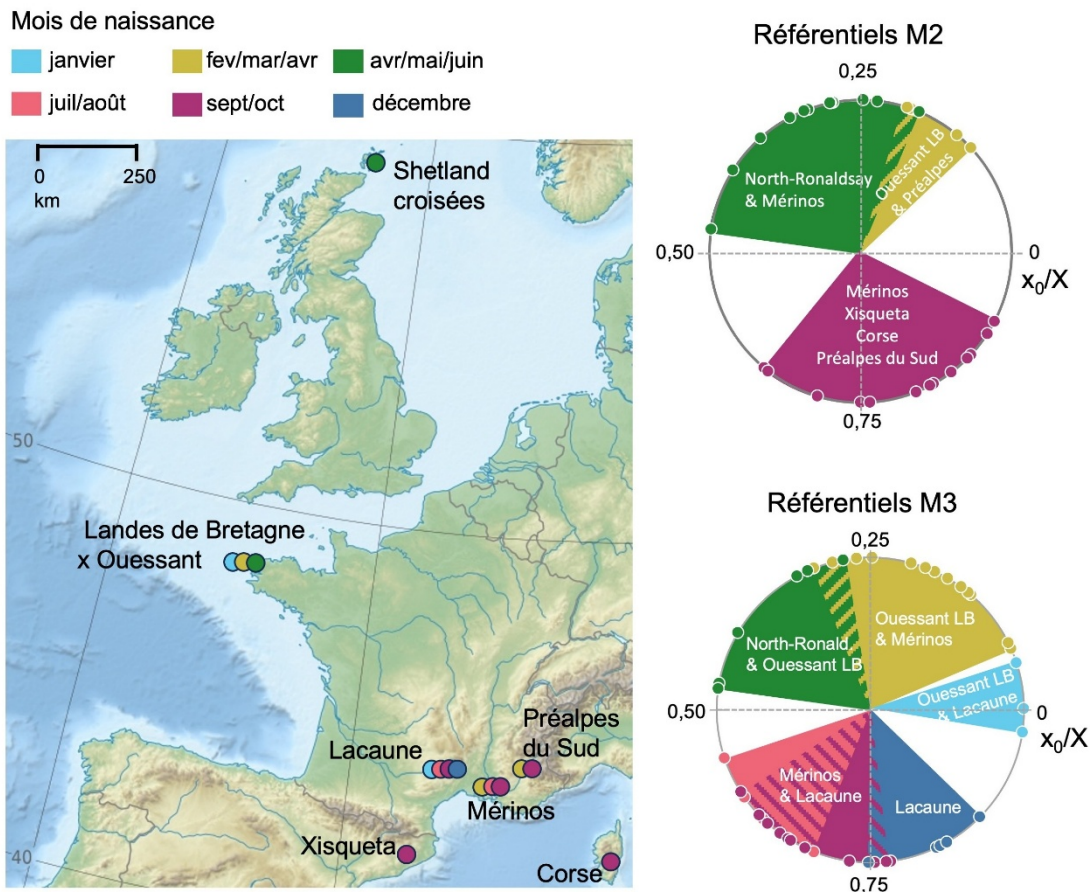 Mois de naissance
janvier
fev/mar/avr
avr/mai/juin
juil/août
sept/oct
décembre
0 250
km
Shetland
croisées
50
Landes de Bretagne
x Ouessant
Préalpes
du Sud
Lacaune
Mérinos
Xisqueta
Corse
40
Référentiels M2
0,25
North-Ronaldsay
& Mérinos
Ouessant LB
& Préalpes
0,50
0
x₀/X
Mérinos
Xisqueta
Corse
Préalpes du Sud
0,75
Référentiels M3
0,25
Ouessant LB
& Mérinos
North-Ronald
& Ouessant LB
Ouessant LB
& Lacaune
0,50
0
x₀/X
Mérinos
& Lacaune
Lacaune
0.75